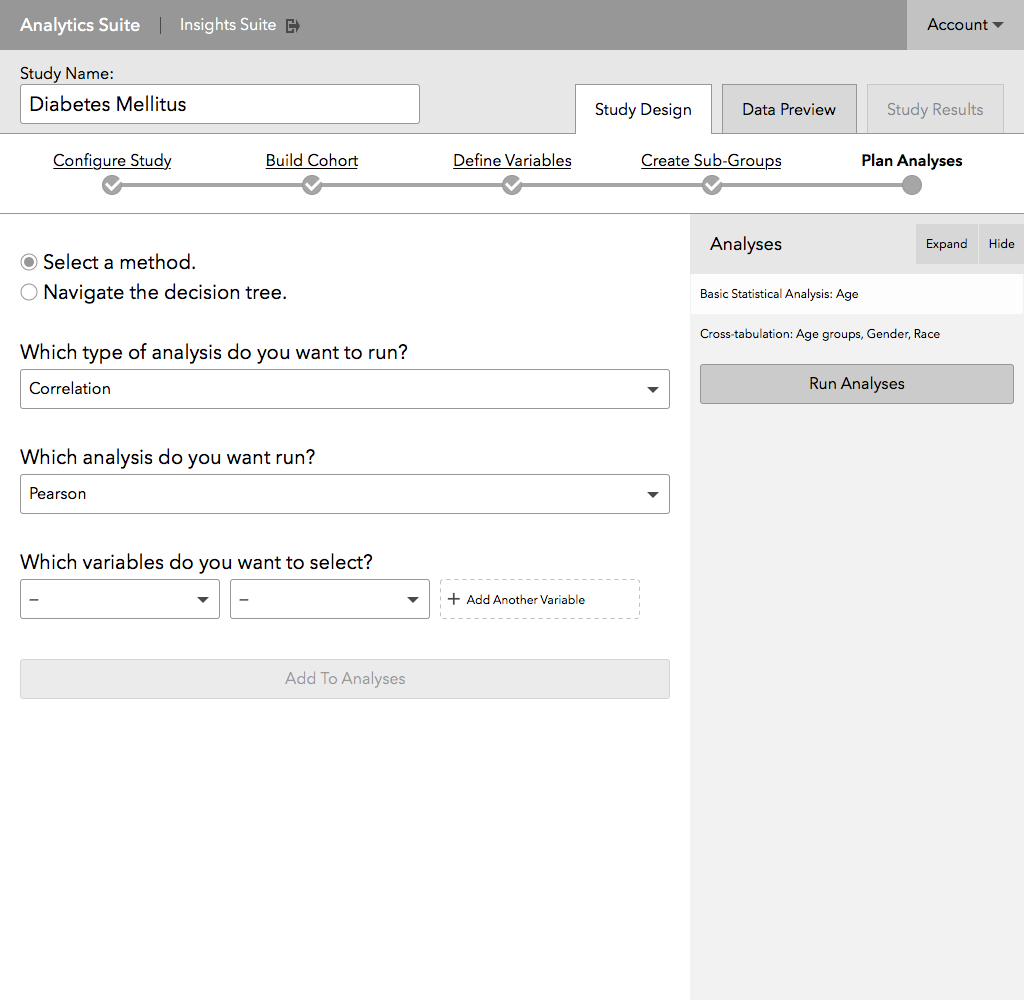 Analytics Suite | Insights Suite
Account
Study Name:
Diabetes Mellitus
Study Design
Data Preview
Study Results
Configure Study
Build Cohort
Define Variables
Create Sub-Groups
Plan Analyses
Select a method.
Navigate the decision tree.
Which type of analysis do you want to run?
Correlation
Which analysis do you want run?
Pearson
Which variables do you want to select?
–
–
+ Add Another Variable
Add To Analyses
Analyses
Expand
Hide
Basic Statistical Analysis: Age
Cross-tabulation: Age groups, Gender, Race
Run Analyses